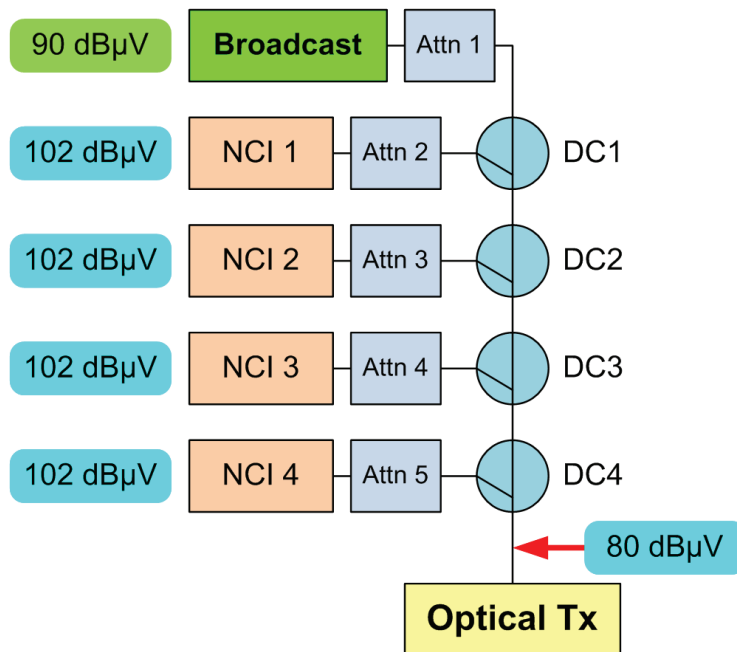 90 dBµV Broadcast Attn 1
102 dBµV NCI 1 Attn 2 DC1
102 dBµV NCI 2 Attn 3 DC2
102 dBµV NCI 3 Attn 4 DC3
102 dBµV NCI 4 Attn 5 DC4
80 dBµV
Optical Tx